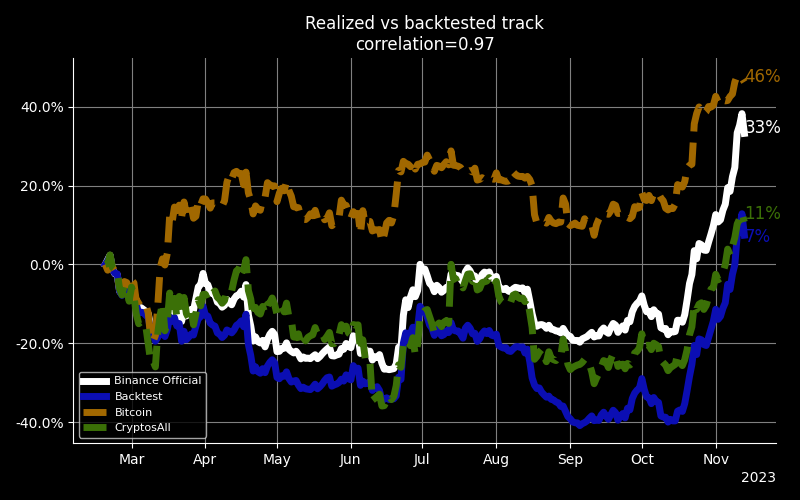 Realized vs backtested track
correlation=0.97
46%
40.0%
33%
20.0%
11%
7%
0.0%
-20.0%
-40.0%
Binance Official
Backtest
Bitcoin
CryptosAll
Mar Apr May Jun Jul Aug Sep Oct Nov
2023